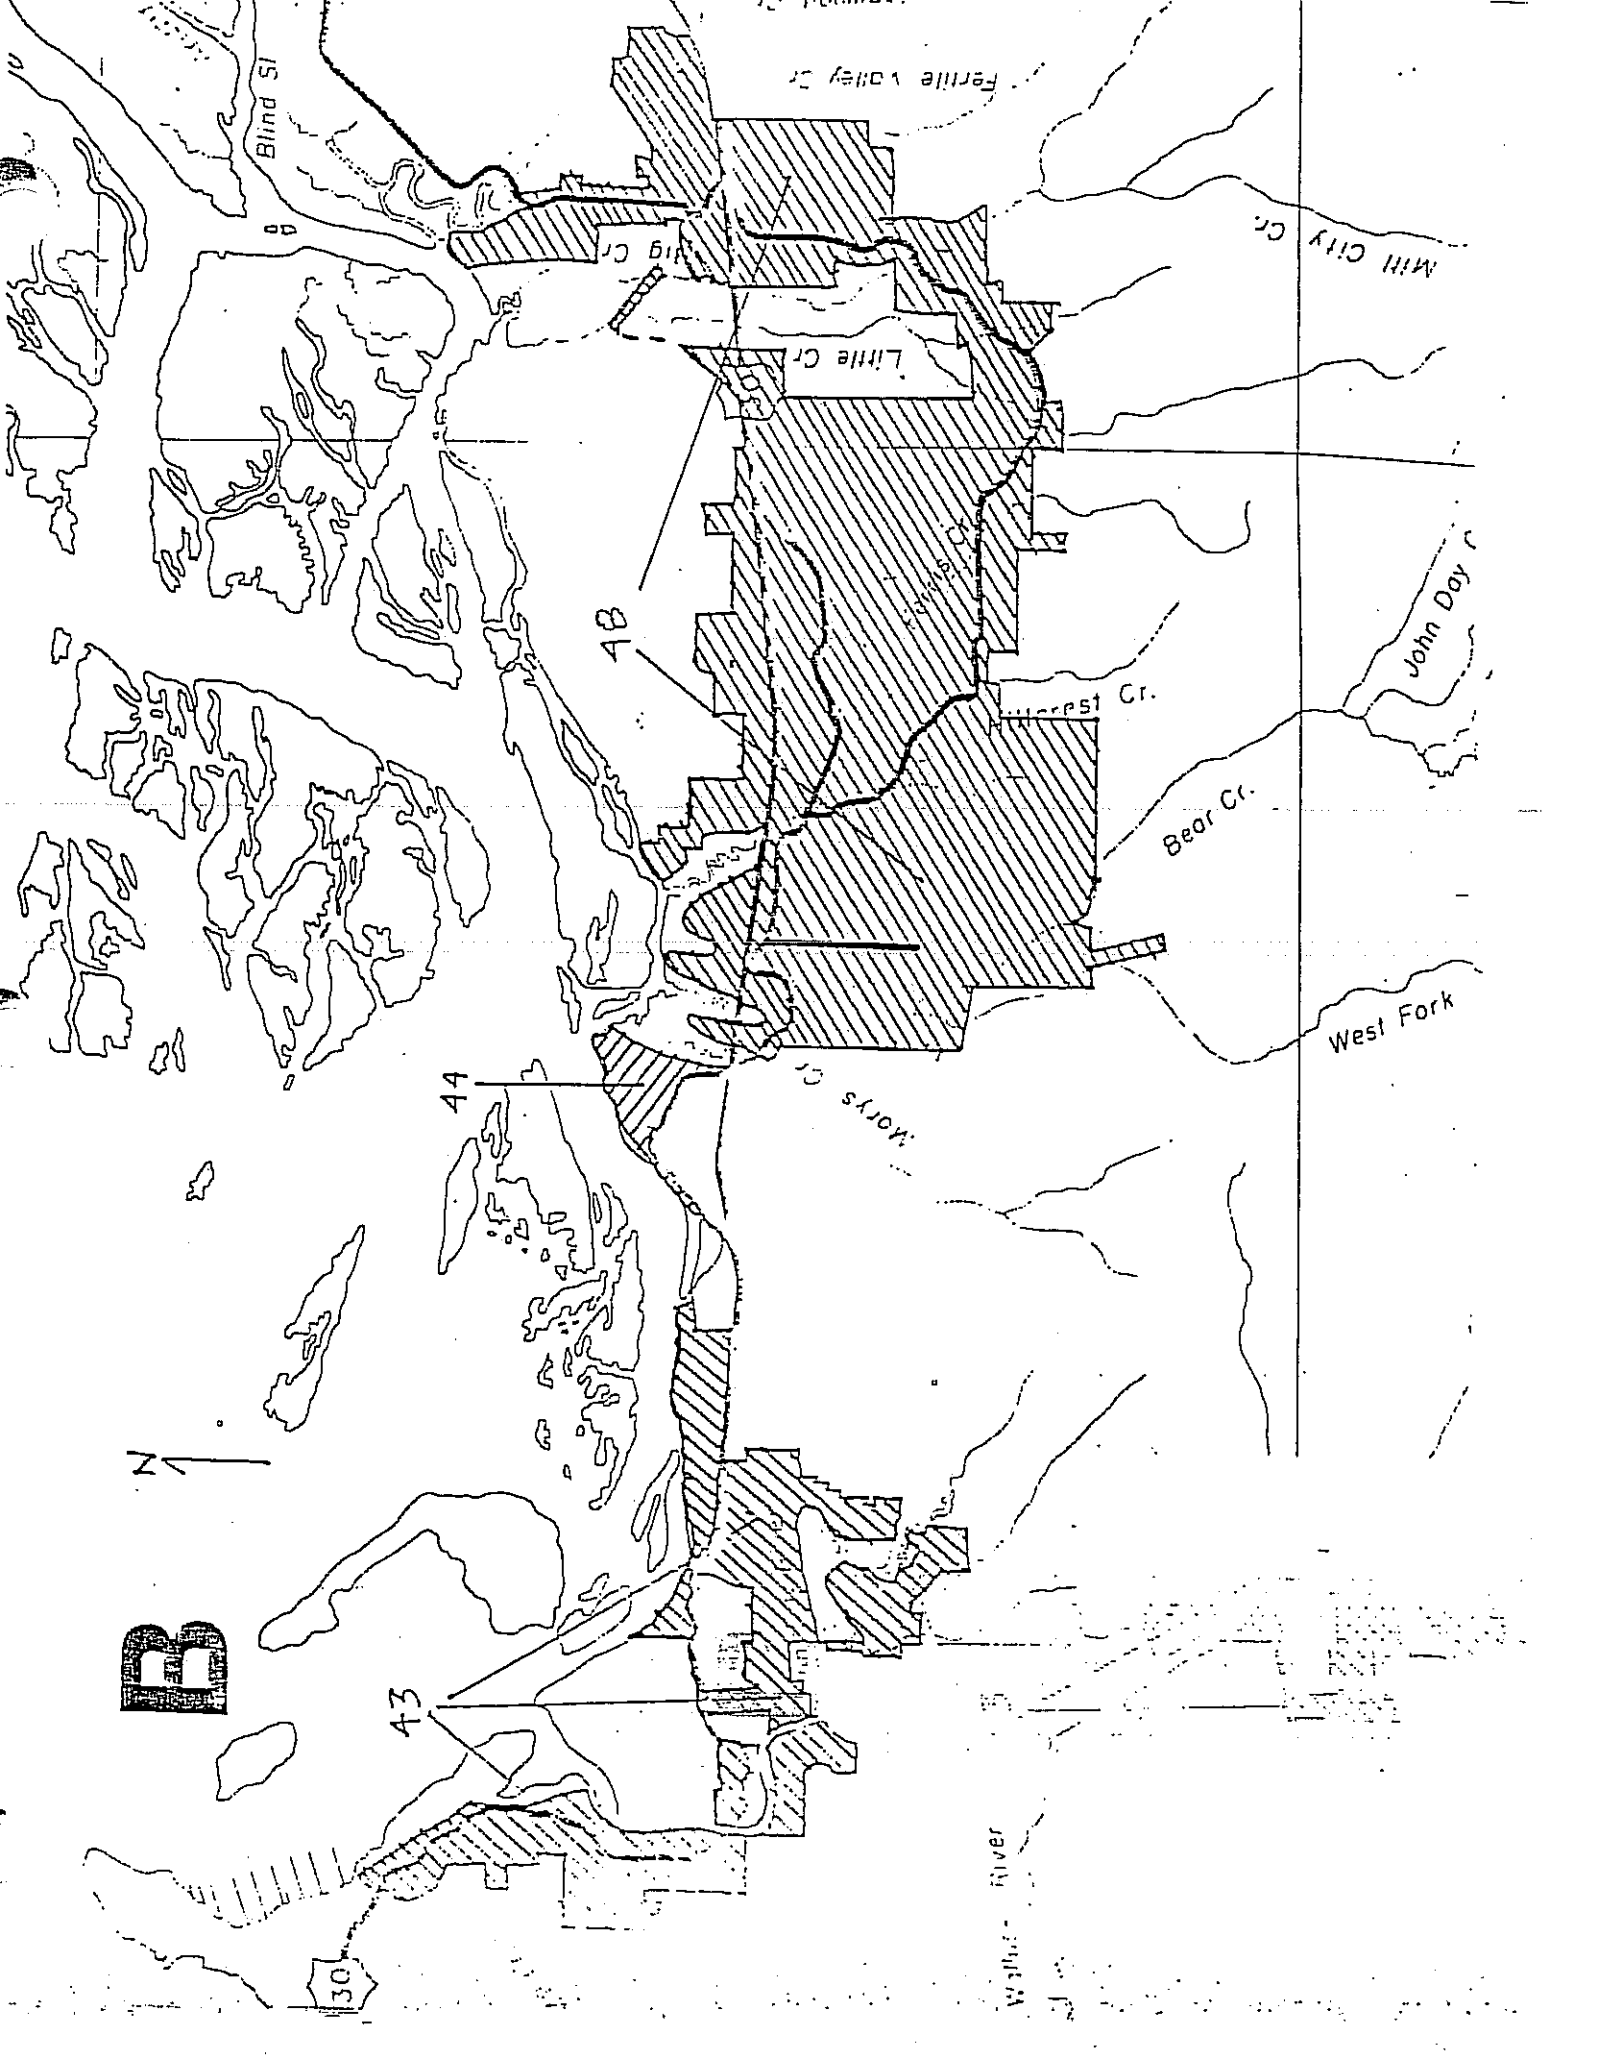 Blind Sl
Fertile Valley Cr
Big Cr
Mill City
Cr.
Little Cr
48
John Day
Cr.
Bear Cr.
West Fork
44
Marys Cr
N
B
43
River
30